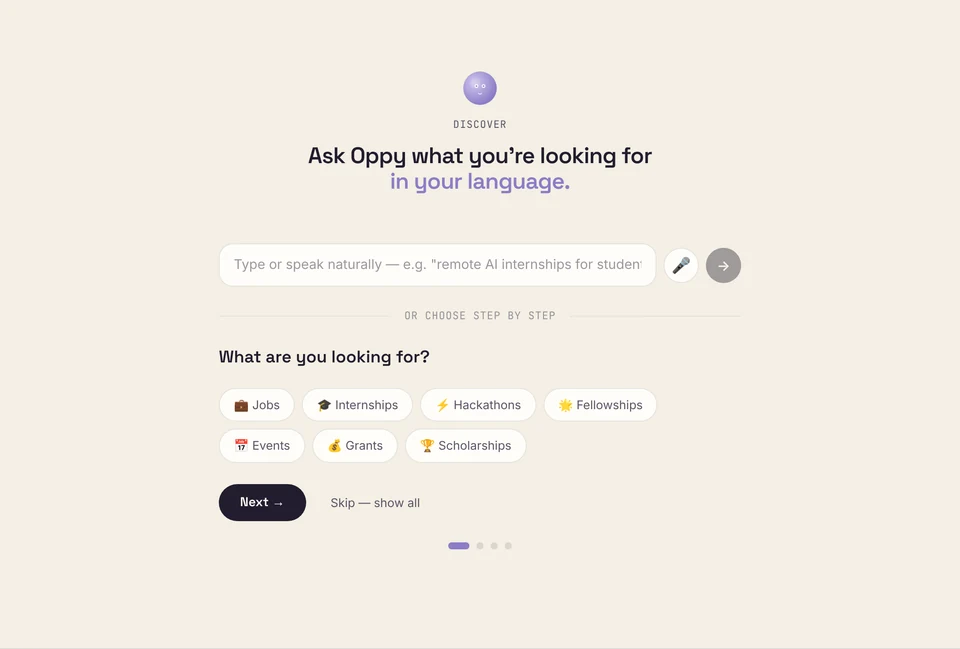 DISCOVER
Ask Oppy what you're looking for
in your language.
Type or speak naturally — e.g. "remote AI internships for student
OR CHOOSE STEP BY STEP
What are you looking for?
💼 Jobs 🎓 Internships ⚡ Hackathons 🌟 Fellowships
📅 Events 💰 Grants 🏆 Scholarships
Next → Skip — show all